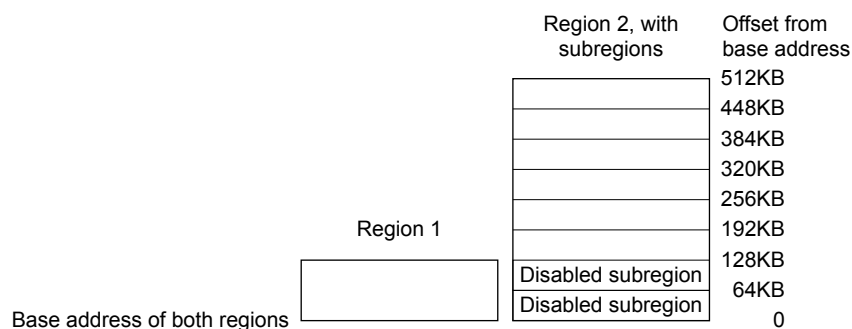 Region 2, with
subregions
Offset from
base address
512KB
448KB
384KB
320KB
256KB
192KB
Region 1
128KB
Disabled subregion
64KB
Disabled subregion
Base address of both regions
0